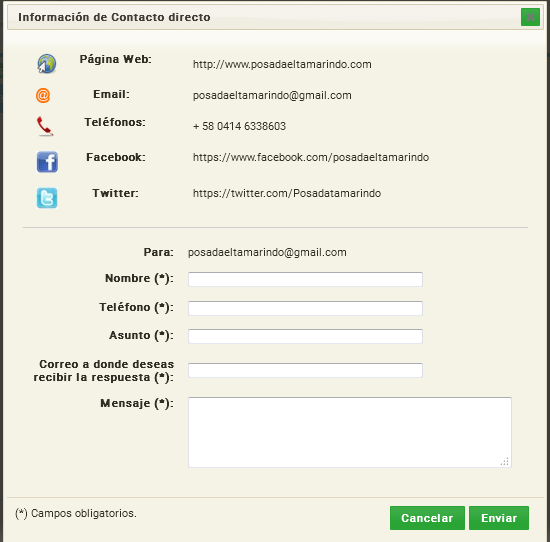 Información de Contacto directo
Página Web: http://www.posadaeltamarindo.com
Email: posadaeltamarindo@gmail.com
Teléfonos: + 58 0414 6338603
Facebook: https://www.facebook.com/posadaeltamarindo
Twitter: https://twitter.com/Posadatamarindo
Para: posadaeltamarindo@gmail.com
Nombre (*):
Teléfono (*):
Asunto (*):
Correo a donde deseas
recibir la respuesta (*):
Mensaje (*):
(*) Campos obligatorios.
Cancelar Enviar